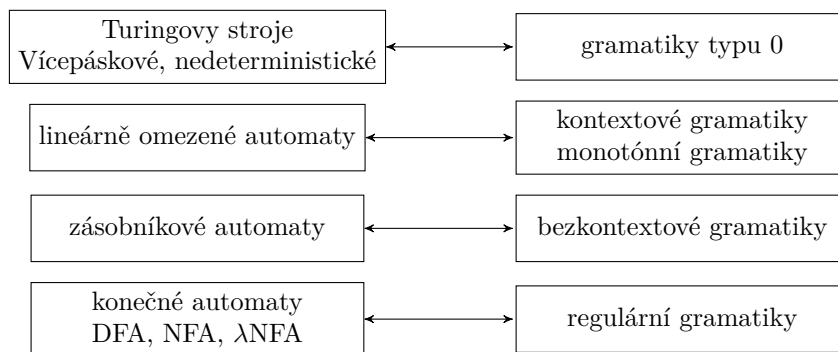 Turingovy stroje
Vícepáskové, nedeterministické
gramatiky typu 0
lineárně omezené automaty
kontextové gramatiky
monotónní gramatiky
zásobníkové automaty
bezkontextové gramatiky
konečné automaty
DFA, NFA, λNFA
regulární gramatiky